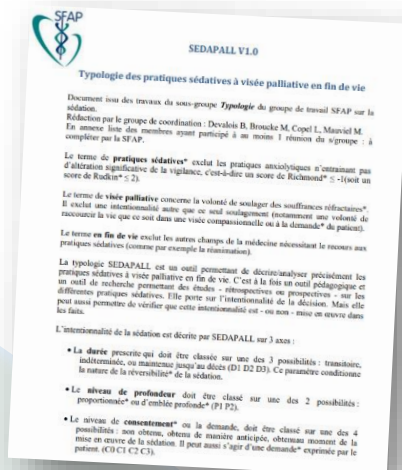 SFAP
SEDAPALL V1.0
Typologie des pratiques sédatives à visée palliative en fin de vie
Document issu des travaux du sous-groupe Typologie du groupe de travail SFAP sur la
sédation.
Rédaction par le groupe de coordination : Devalois B, Broucke M, Copel L, Mauviel M.
En annexe liste des membres ayant participé à au moins 1 réunion du s/groupe : à
compléter par la SFAP.
Le terme de pratiques sédatives* exclut les pratiques anxiolytiques n'entrainant pas
d'altération significative de la vigilance, c'est-à-dire un score de Richmond* ≤ -1(soit un
score de Rudkin* ≤ 2).
Le terme de visée palliative concerne la volonté de soulager des souffrances réfractaires*.
Il exclut une intentionnalité autre que ce seul soulagement (notamment une volonté de
raccourcir la vie que ce soit dans une visée compassionnelle ou à la demande* du patient).
Le terme en fin de vie exclut les autres champs de la médecine nécessitant le recours aux
pratiques sédatives (comme par exemple la réanimation).
La typologie SEDAPALL est un outil permettant de décrire/analyser précisément les
pratiques sédatives à visée palliative en fin de vie. C'est à la fois un outil pédagogique et
un outil de recherche permettant des études - rétrospectives ou prospectives - sur les
différentes pratiques sédatives. Elle porte sur l'intentionnalité de la décision. Mais elle
peut aussi permettre de vérifier que cette intentionnalité est - ou non - mise en œuvre dans
les faits.
L'intentionnalité de la sédation est décrite par SEDAPALL sur 3 axes :
• La durée prescrite qui doit être classée sur une des 3 possibilités : transitoire,
indéterminée, ou maintenue jusqu'au décès (D1 D2 D3). Ce paramètre conditionne
la nature de la réversibilité* de la sédation.
• Le niveau de profondeur doit être classé sur une des 2 possibilités :
proportionnée* ou d'emblée profonde* (P1 P2).
• Le niveau de consentement* ou la demande, doit être classé sur une des 4
possibilités : non obtenu, obtenu de manière anticipée, obtenuau moment de la
mise en œuvre de la sédation. Il peut aussi s'agir d'une demande* exprimée par le
patient. (C0 C1 C2 C3).